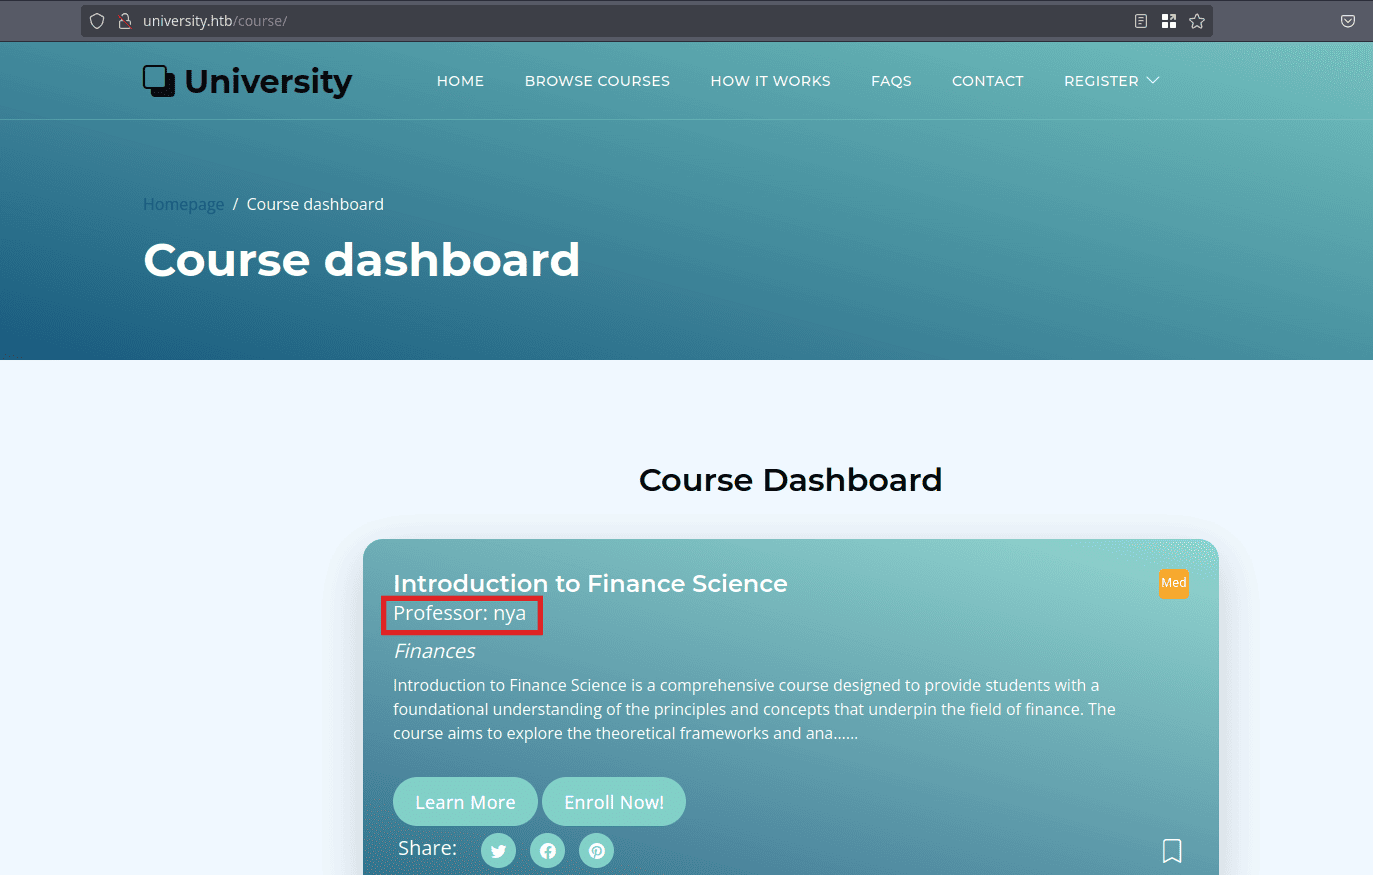 university.htb/course/
University
HOME BROWSE COURSES HOW IT WORKS FAQS CONTACT REGISTER
Homepage / Course dashboard
Course dashboard
Course Dashboard
Introduction to Finance Science
Med
Professor: nya
Finances
Introduction to Finance Science is a comprehensive course designed to provide students with a
foundational understanding of the principles and concepts that underpin the field of finance. The
course aims to explore the theoretical frameworks and ana......
Learn More Enroll Now!
Share: